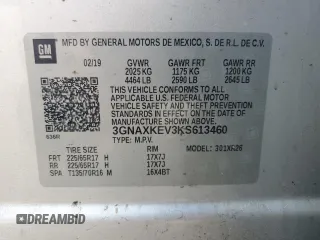 GM MFD BY GENERAL MOTORS DE MEXICO, S. DE R.L. DE C.V.
02/19 GVWR GAWR FRT GAWR RR
2025 KG 1175 KG 1200 KG
4464 LB 2590 LB 2645 LB
THIS VEHICLE CONFORMS TO ALL APPLICABLE
U.S. FEDERAL MOTOR VEHICLE SAFETY
AND THEFT PREVENTION STANDARDS IN EFFECT
ON THE DATE OF MANUFACTURE SHOWN ABOVE.
3GNAXKEV3KS613460
TYPE: M.P.V.
TIRE SIZE RIM
FRT 225/65R17 H 17X7J
RR 225/65R17 H 17X7J
SPA T135/70R16 M 16X4BT